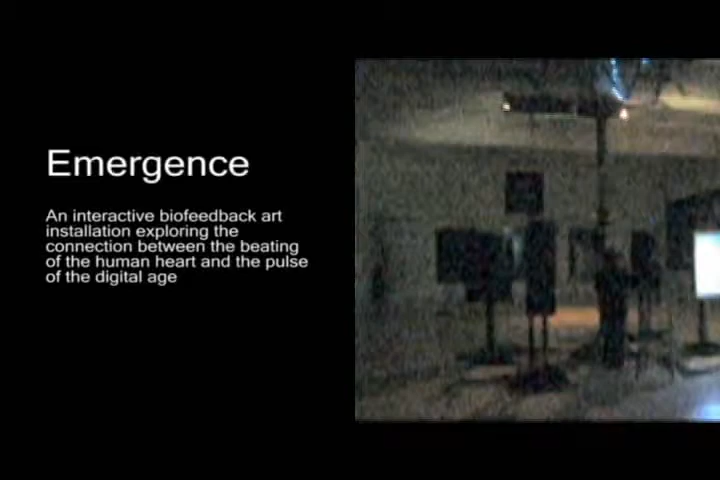 Emergence
An interactive biofeedback art
installation exploring the
connection between the beating
of the human heart and the pulse
of the digital age